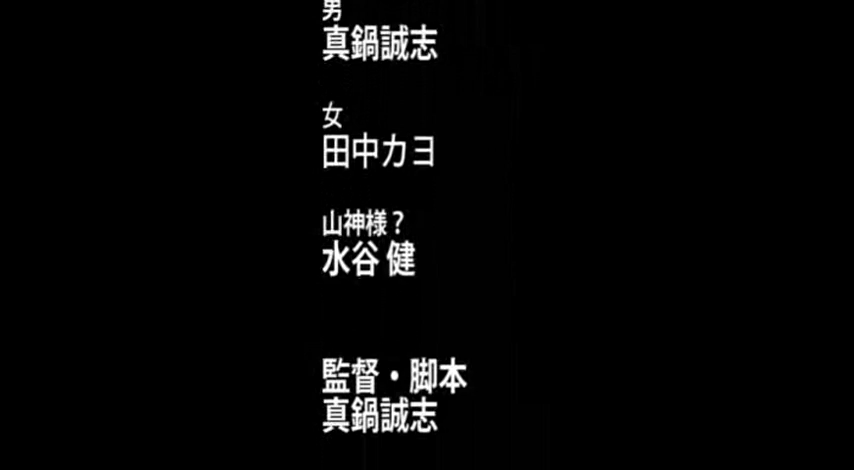 男
真鍋誠志
女
田中カヨ
山神様？
水谷 健
監督・脚本
真鍋誠志